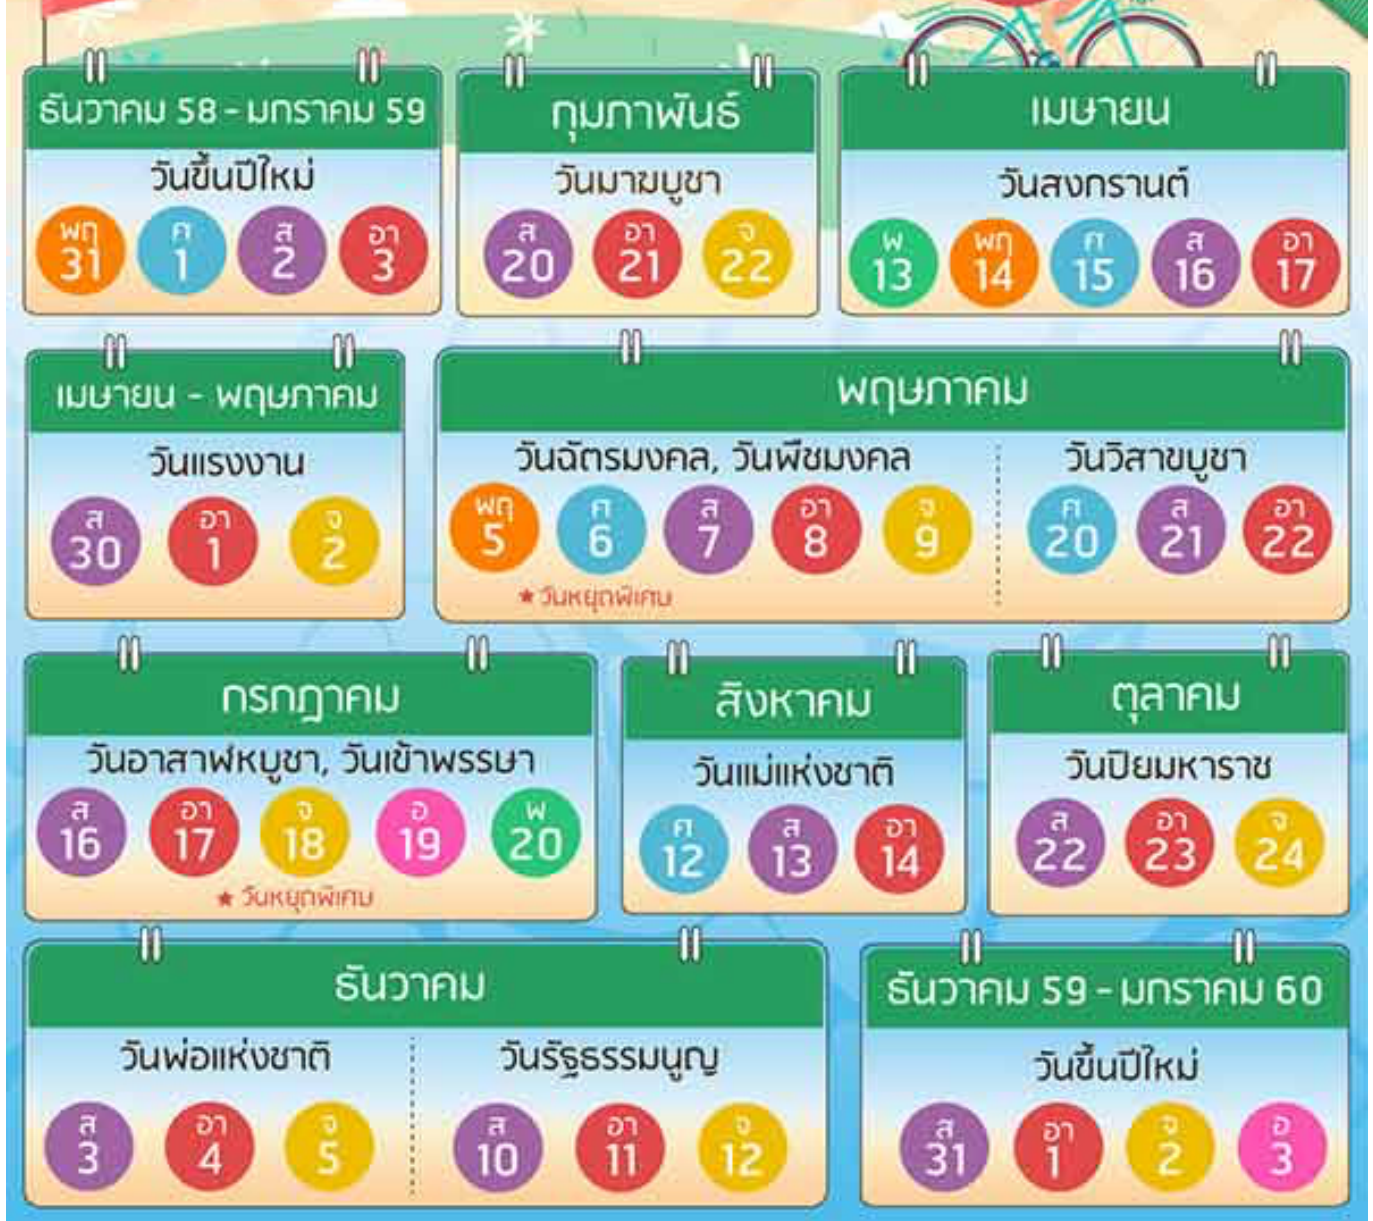 ธันวาคม 58 - มกราคม 59
วันขึ้นปีใหม่
พฤ ศ ส อา
31 1 2 3
กุมภาพันธ์
วันมาฆบูชา
ส อา จ
20 21 22
เมษายน
วันสงกรานต์
พ พฤ ศ ส อา
13 14 15 16 17
เมษายน - พฤษภาคม
วันแรงงาน
ส อา จ
30 1 2
พฤษภาคม
วันฉัตรมงคล, วันพืชมงคล
พฤ ศ ส อา จ
5 6 7 8 9
★ วันหยุดพิเศษ
วันวิสาขบูชา
ศ ส อา
20 21 22
กรกฎาคม
วันอาสาฬหบูชา, วันเข้าพรรษา
ส อา จ อ พ
16 17 18 19 20
★ วันหยุดพิเศษ
สิงหาคม
วันแม่แห่งชาติ
ศ ส อา
12 13 14
ตุลาคม
วันปิยมหาราช
ส อา จ
22 23 24
ธันวาคม
วันพ่อแห่งชาติ
ส อา จ
3 4 5
วันรัฐธรรมนูญ
ส อา จ
10 11 12
ธันวาคม 59 - มกราคม 60
วันขึ้นปีใหม่
ส อา จ อ
31 1 2 3